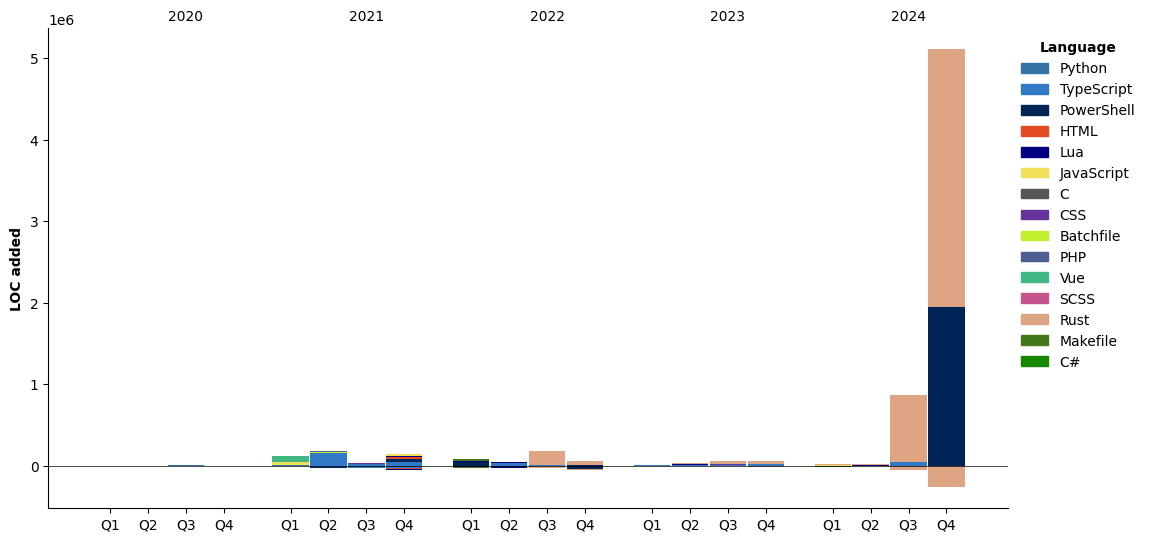 1e6
2020 2021 2022 2023 2024
LOC added
5
4
3
2
1
0
Q1 Q2 Q3 Q4 Q1 Q2 Q3 Q4 Q1 Q2 Q3 Q4 Q1 Q2 Q3 Q4 Q1 Q2 Q3 Q4
Language
Python
TypeScript
PowerShell
HTML
Lua
JavaScript
C
CSS
Batchfile
PHP
Vue
SCSS
Rust
Makefile
C#